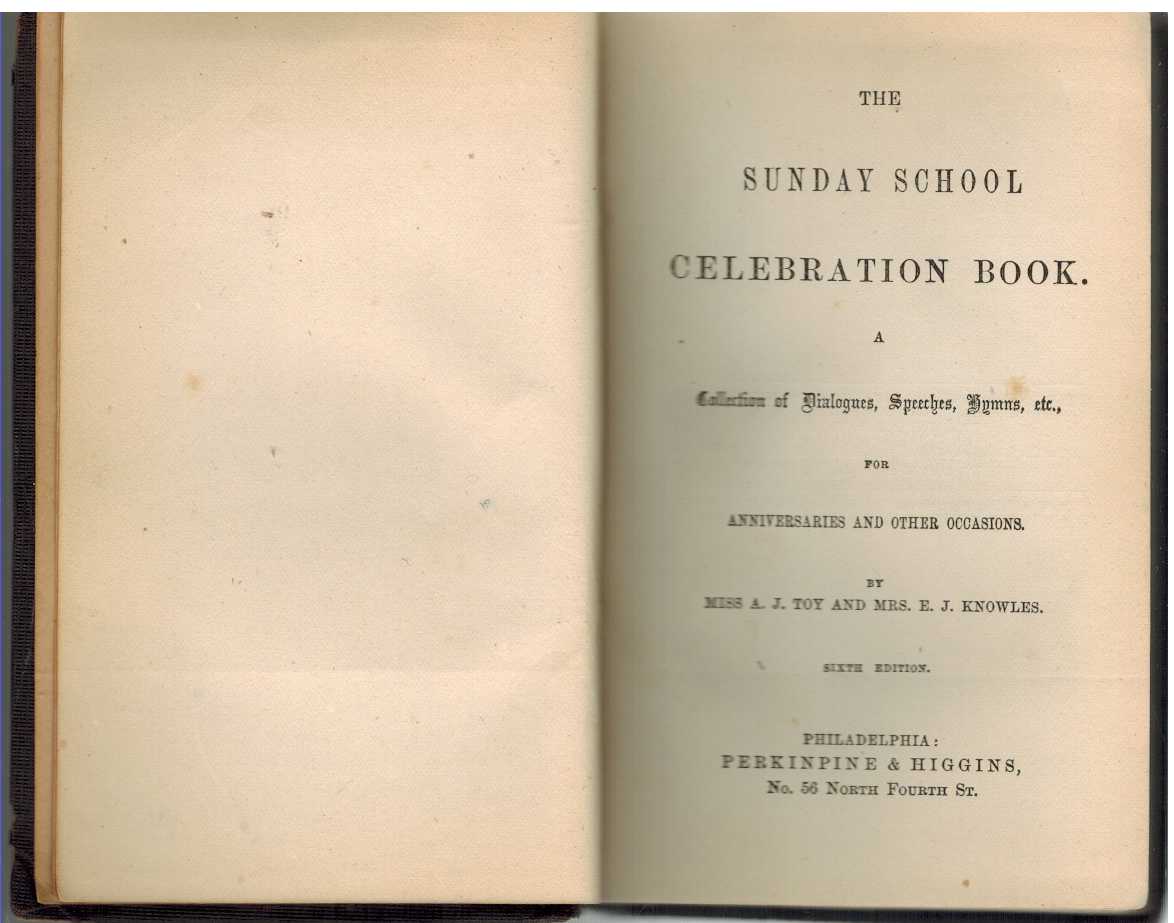 THE
SUNDAY SCHOOL
CELEBRATION BOOK.
A
Collection of Dialogues, Speeches, Hymns, etc.,
FOR
ANNIVERSARIES AND OTHER OCCASIONS.
BY
MISS A. J. TOY AND MRS. E. J. KNOWLES.
SIXTH EDITION.
PHILADELPHIA:
PERKINPINE & HIGGINS,
No. 56 North Fourth St.